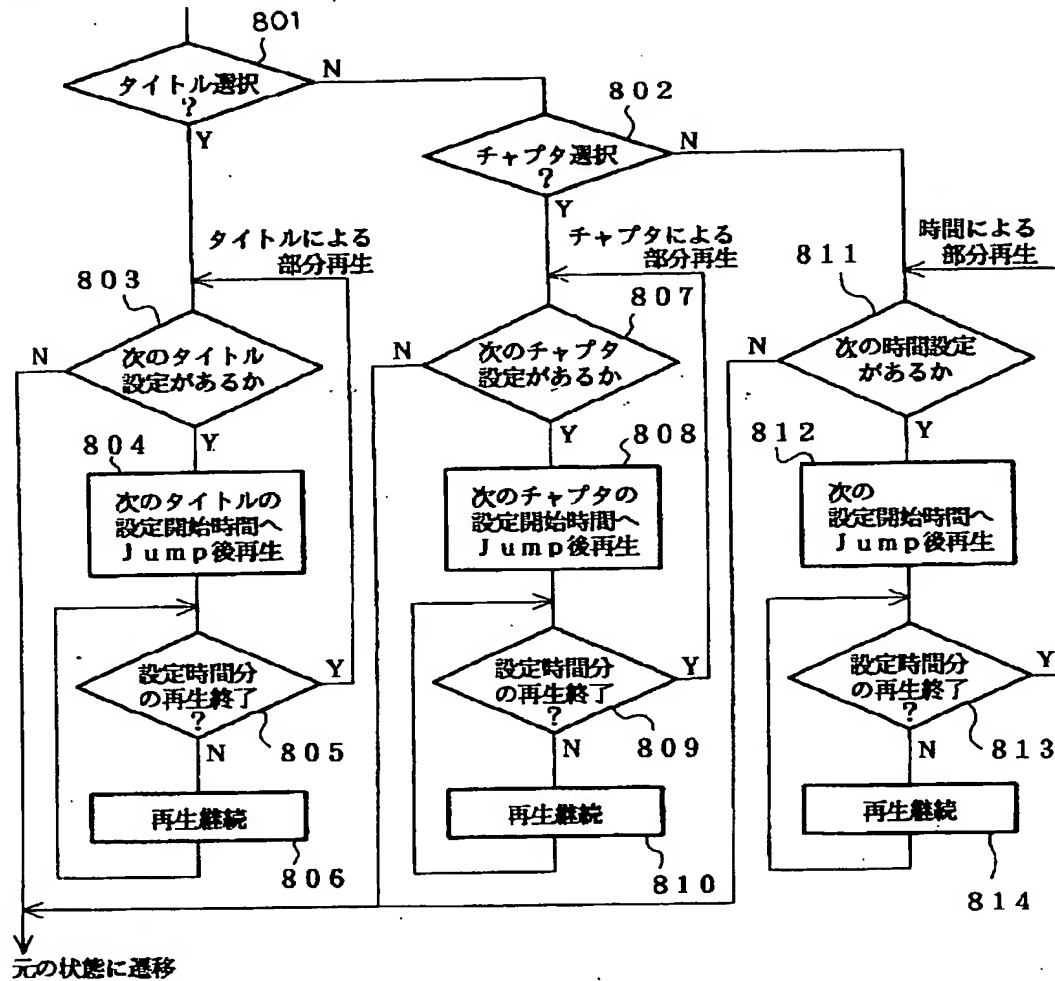 801
タイトル選択
?
N
Y
802
チャプタ選択
?
N
Y
タイトルによる
部分再生
チャプタによる
部分再生
時間による
部分再生
803
次のタイトル
設定があるか
N
Y
807
次のチャプタ
設定があるか
N
Y
811
次の時間設定
があるか
N
Y
804
次のタイトルの
設定開始時間へ
Jump後再生
808
次のチャプタの
設定開始時間へ
Jump後再生
812
次の
設定開始時間へ
Jump後再生
設定時間分
の再生終了
?
Y
N
805
設定時間分
の再生終了
?
Y
N
809
設定時間分
の再生終了
?
Y
N
813
再生継続
806
再生継続
810
再生継続
814
元の状態に遷移